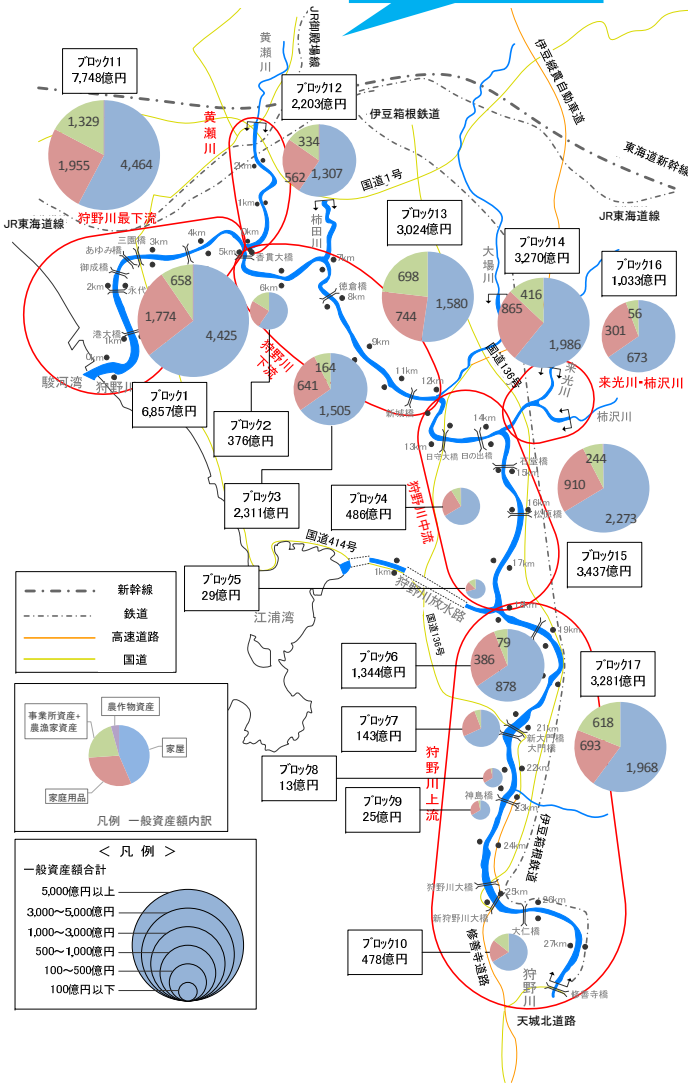 JR御殿場線
黄瀬川
伊豆縦貫自動車道
ブロック11
7,748億円
ブロック12
2,203億円
伊豆箱根鉄道
東海道新幹線
黄瀬川
1,329
1,955
4,464
334
562
1,307
2km
国道1号
1km
JR東海道線
狩野川最下流
柿田川
ブロック13
3,024億円
JR東海道線
三園橋
あゆみ橋
御成橋
3km
4km
0km
5km
香貫大橋
7km
大場川
ブロック14
3,270億円
ブロック16
1,033億円
2km
永代
658
1,774
4,425
6km
徳倉橋
8km
698
744
1,580
416
865
1,986
56
301
673
港大橋
1km
0km
9km
狩野川下流
国道136号
来光川
来光川・柿沢川
駿河湾
狩野川
ブロック1
6,857億円
164
641
1,505
11km
12km
新城橋
柿沢川
ブロック2
376億円
14km
13km
日守大橋
日の出橋
石堂橋
15km
244
910
2,273
ブロック3
2,311億円
ブロック4
486億円
狩野川中流
16km
松原橋
国道414号
ブロック15
3,437億円
17km
ブロック5
29億円
1km
狩野川放水路
江浦湾
18km
19km
新幹線
鉄道
高速道路
国道
国道136号
ブロック6
1,344億円
79
386
878
ブロック17
3,281億円
農作物資産
事業所資産+
農漁家資産
家屋
家庭用品
凡例 一般資産額内訳
ブロック7
143億円
21km
新大門橋
大門橋
618
693
1,968
狩野川上流
ブロック8
13億円
22km
神島橋
23km
ブロック9
25億円
伊豆箱根鉄道
24km
＜ 凡 例 ＞
一般資産額合計
5,000億円以上
3,000～5,000億円
1,000～3,000億円
500～1,000億円
100～500億円
100億円以下
狩野川大橋
25km
26km
新狩野川大橋
大仁橋
ブロック10
478億円
修善寺道路
27km
狩野川
修善寺橋
天城北道路